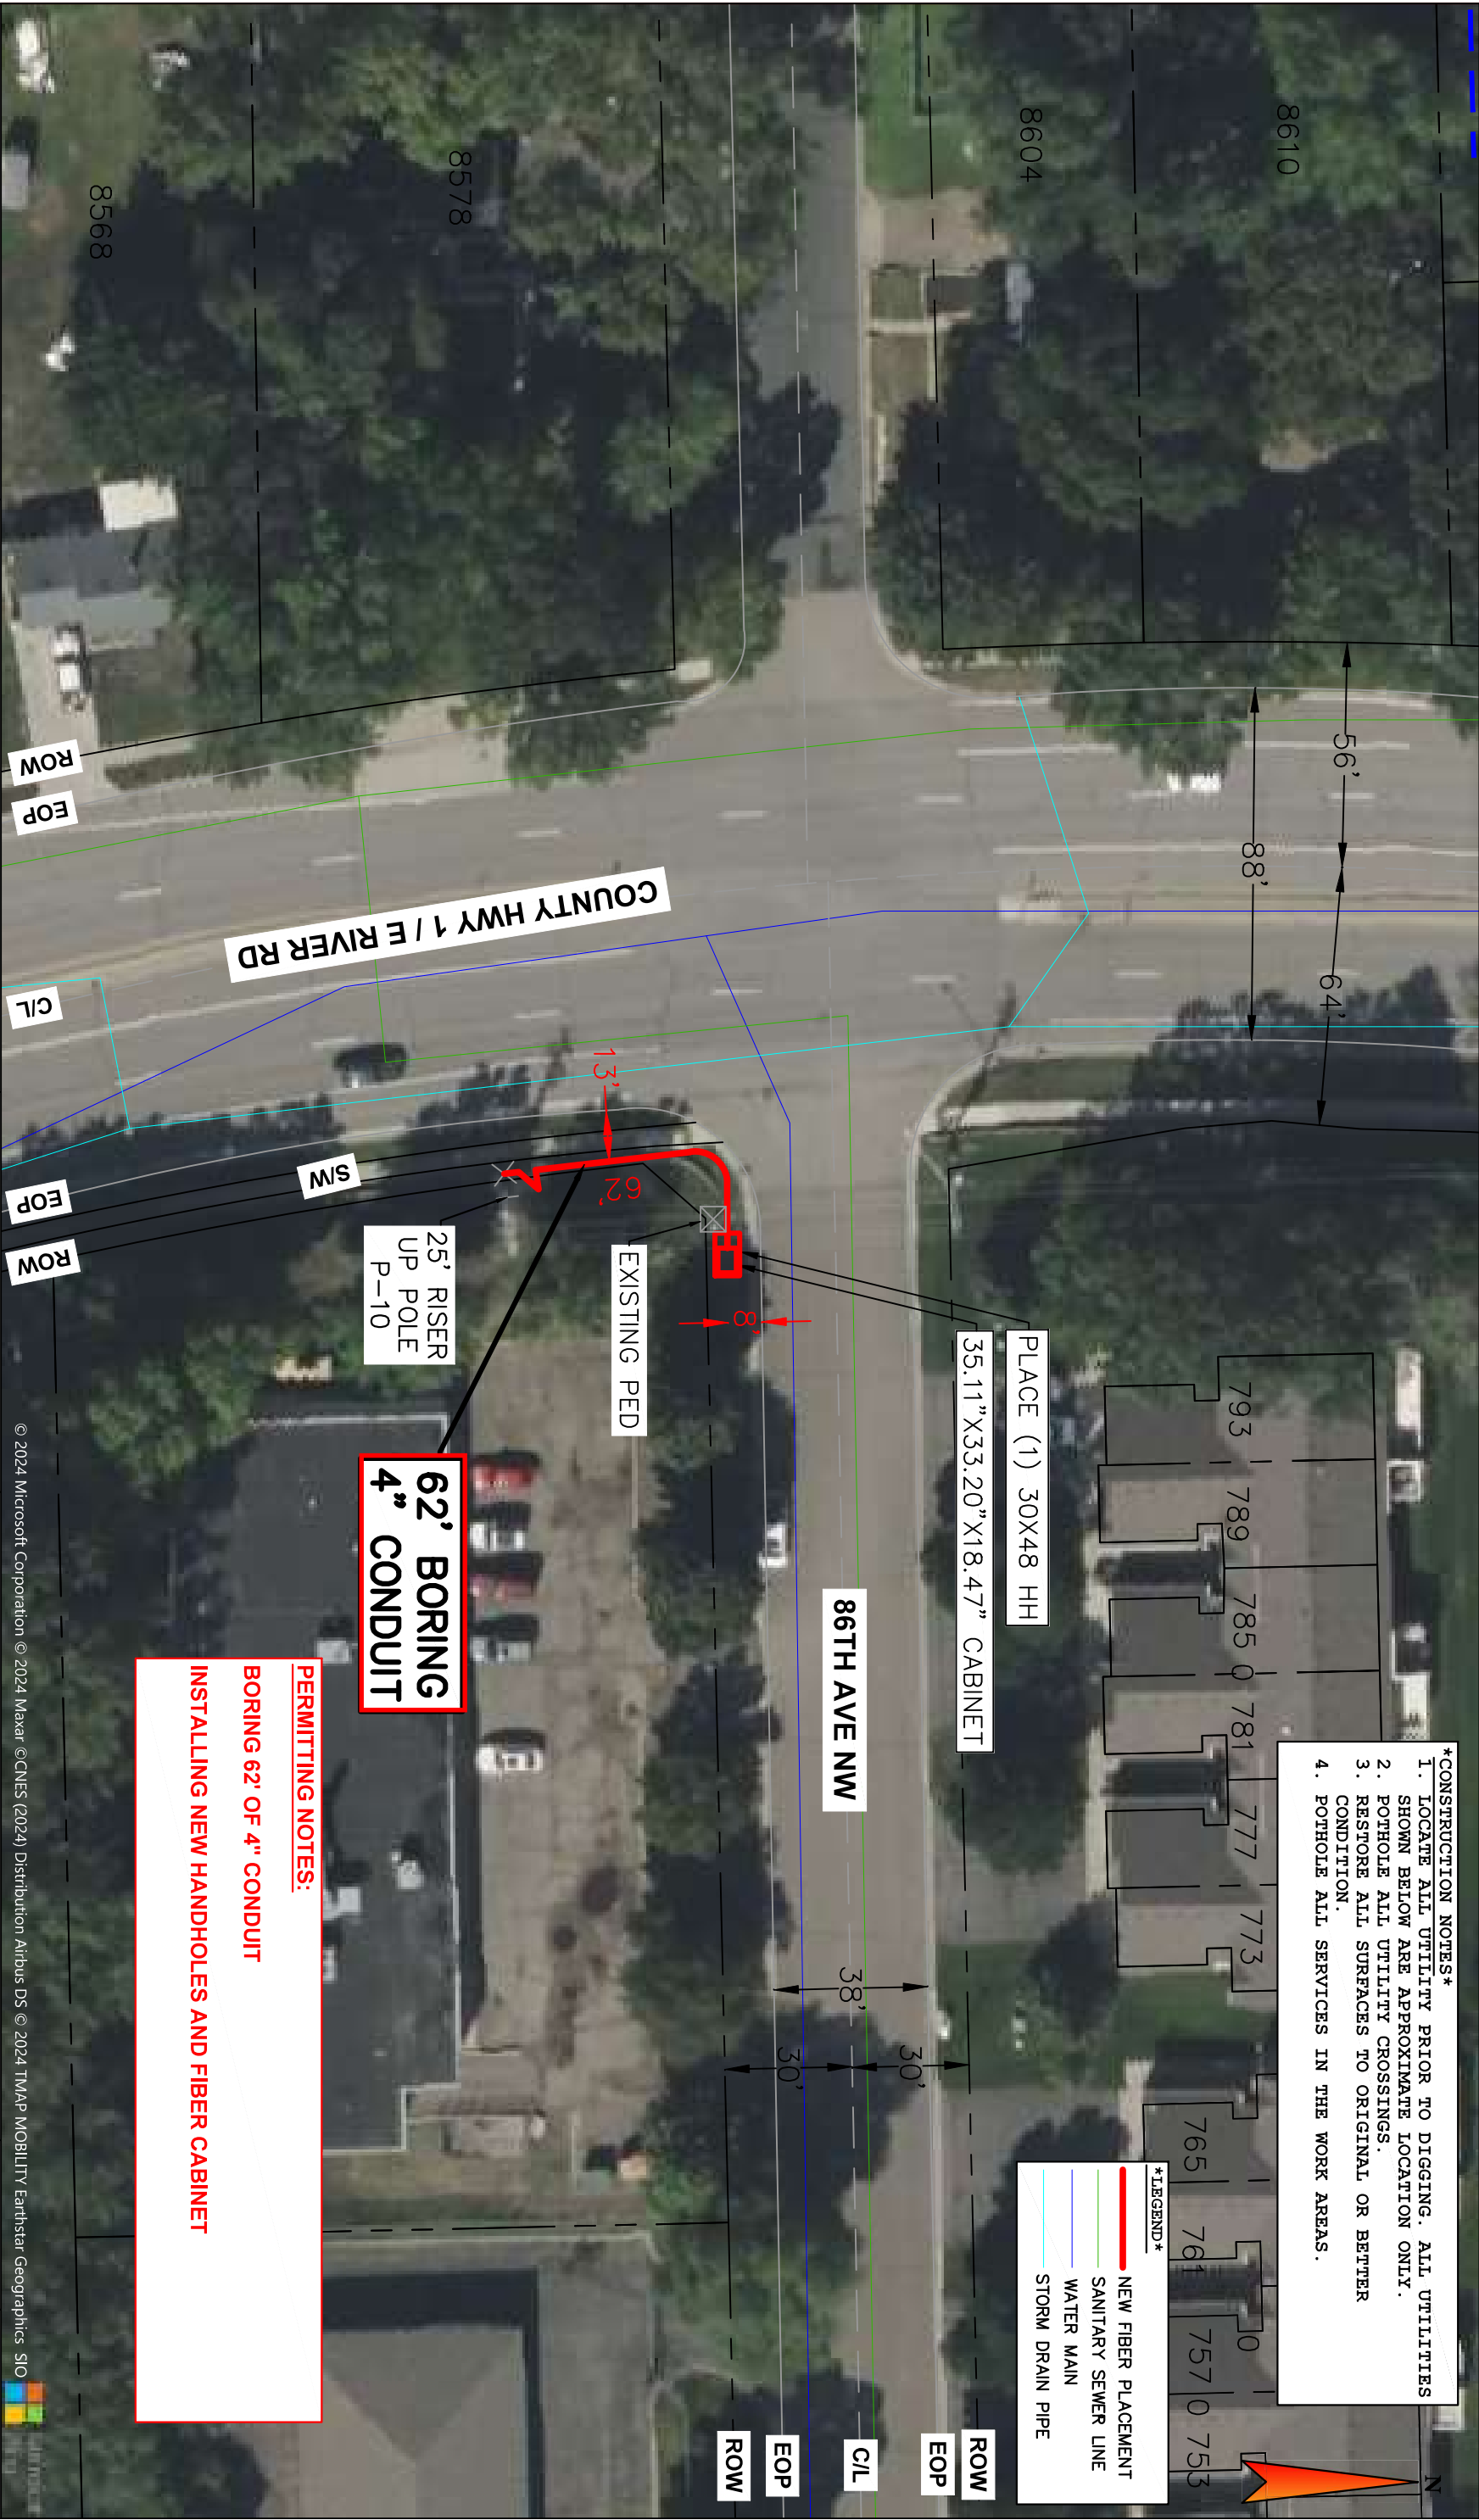 *CONSTRUCTION NOTES*
1. LOCATE ALL UTILITY PRIOR TO DIGGING. ALL UTILITIES
SHOWN BELOW ARE APPROXIMATE LOCATION ONLY.
2. POTHOLE ALL UTILITY CROSSINGS.
3. RESTORE ALL SURFACES TO ORIGINAL OR BETTER
CONDITION.
4. POTHOLE ALL SERVICES IN THE WORK AREAS.
N
*LEGEND*
NEW FIBER PLACEMENT
SANITARY SEWER LINE
WATER MAIN
STORM DRAIN PIPE
8610
8604
8578
8568
56'
88'
64'
793
789
785
0
781
777
773
765
761
0
757
0
753
PLACE (1) 30X48 HH
35.11"X33.20"X18.47" CABINET
86TH AVE NW
38'
30'
30'
ROW
EOP
C/L
EOP
ROW
8'
13'
62'
EXISTING PED
25' RISER
UP POLE
P-10
62' BORING
4" CONDUIT
COUNTY HWY 1 / E RIVER RD
S/W
ROW
EOP
C/L
EOP
ROW
PERMITTING NOTES:
BORING 62' OF 4" CONDUIT
INSTALLING NEW HANDHOLES AND FIBER CABINET
© 2024 Microsoft Corporation © 2024 Maxar ©CNES (2024) Distribution Airbus DS © 2024 TMAP MOBILITY Earthstar Geographics SIO